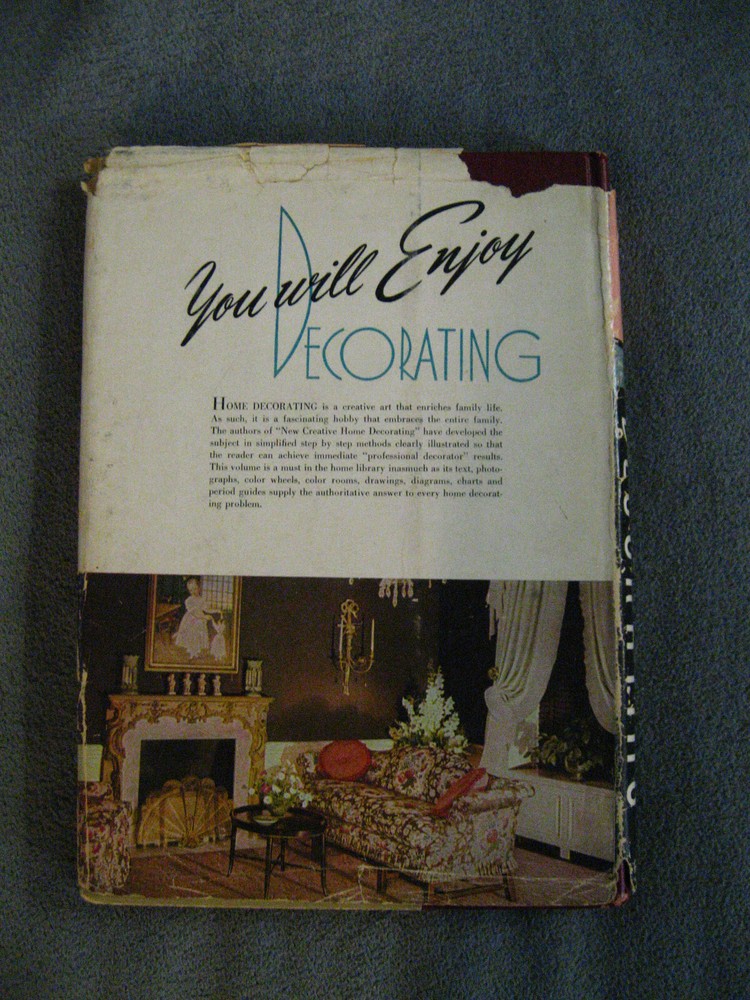 You will Enjoy
DECORATING
HOME DECORATING is a creative art that enriches family life.
As such, it is a fascinating hobby that embraces the entire family.
The authors of "New Creative Home Decorating" have developed the
subject in simplified step by step methods clearly illustrated so that
the reader can achieve immediate "professional decorator" results.
This volume is a must in the home library inasmuch as its text, photo-
graphs, color wheels, color rooms, drawings, diagrams, charts and
period guides supply the authoritative answer to every home decorat-
ing problem.